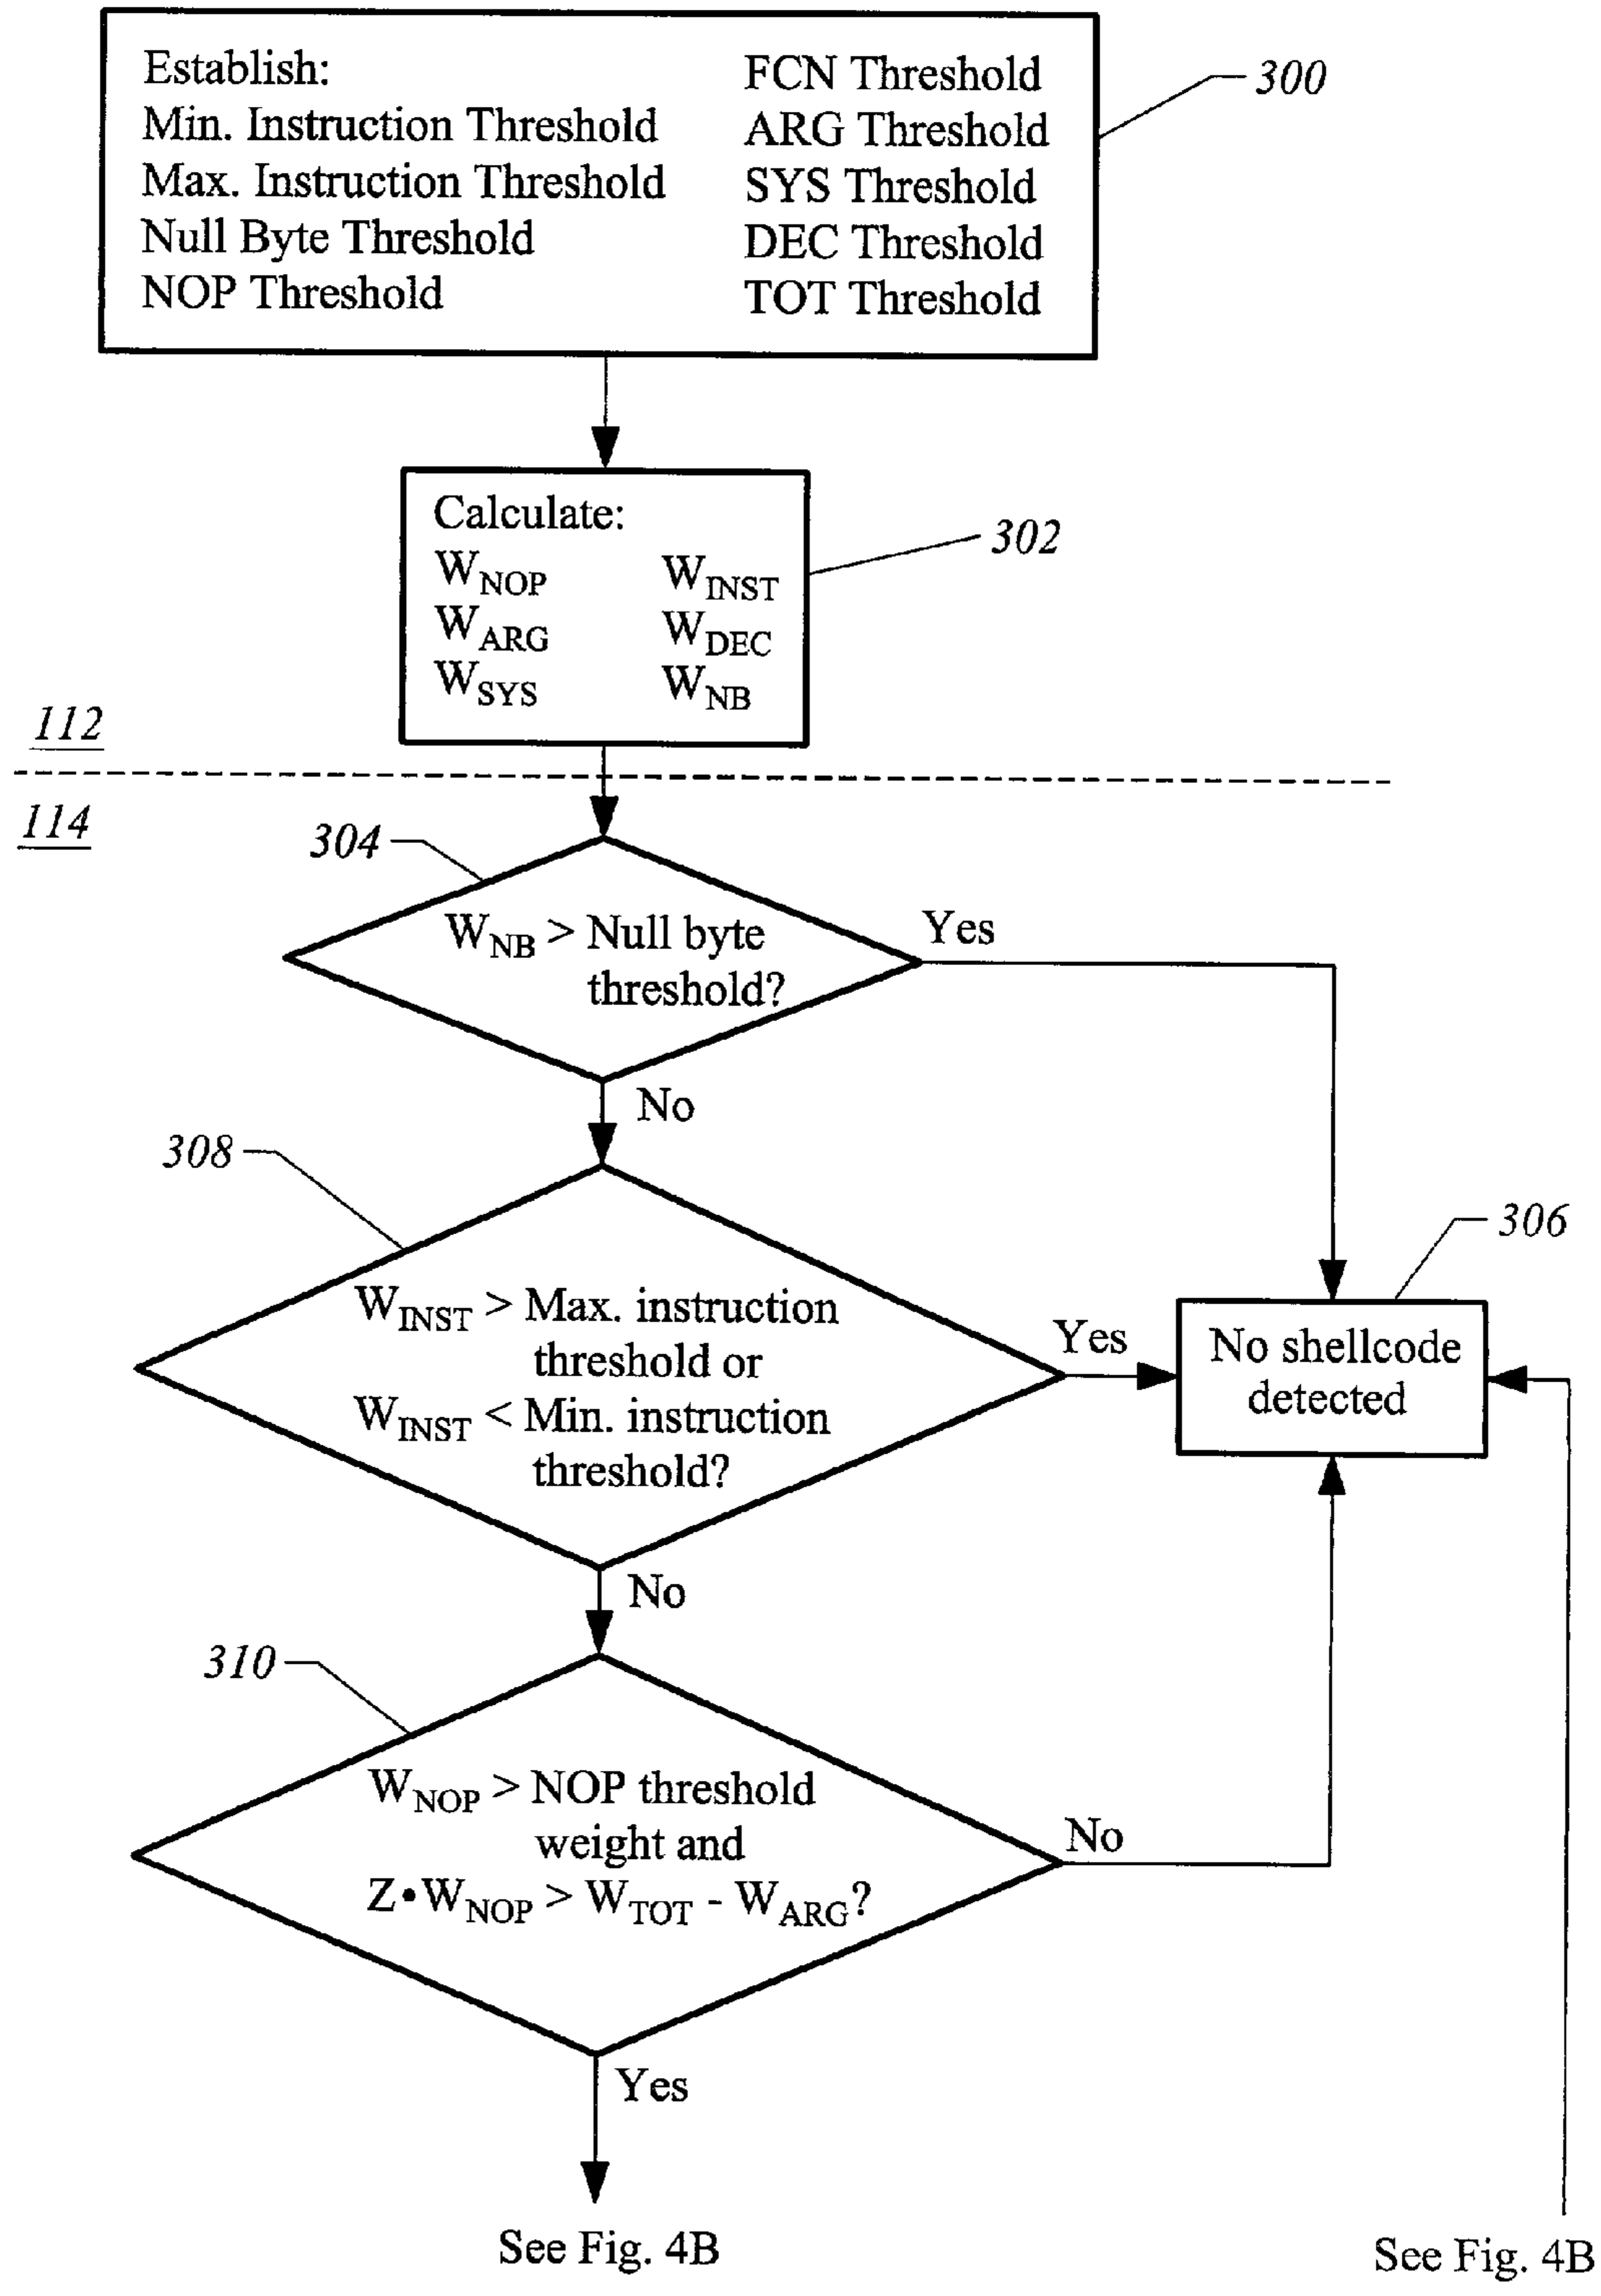 Establish:
Min. Instruction Threshold
Max. Instruction Threshold
Null Byte Threshold
NOP Threshold
FCN Threshold
ARG Threshold
SYS Threshold
DEC Threshold
TOT Threshold
300
Calculate:
W_NOP W_INST
W_ARG W_DEC
W_SYS W_NB
302
112
114
304
W_NB > Null byte
threshold?
Yes
No
308
W_INST > Max. instruction
threshold or
W_INST < Min. instruction
threshold?
Yes
306
No shellcode
detected
No
310
W_NOP > NOP threshold
weight and
Z•W_NOP > W_TOT - W_ARG?
No
Yes
See Fig. 4B
See Fig. 4B